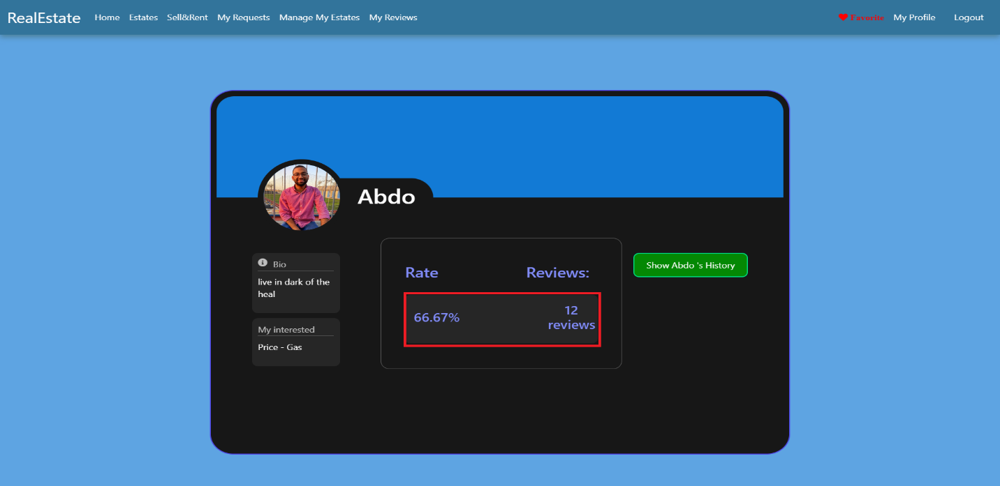 RealEstate Home Estates Sell&Rent My Requests Manage My Estates My Reviews Favorite My Profile Logout
Abdo
Bio
live in dark of the
heal
My interested
Price - Gas
Rate Reviews:
66.67% 12
reviews
Show Abdo 's History